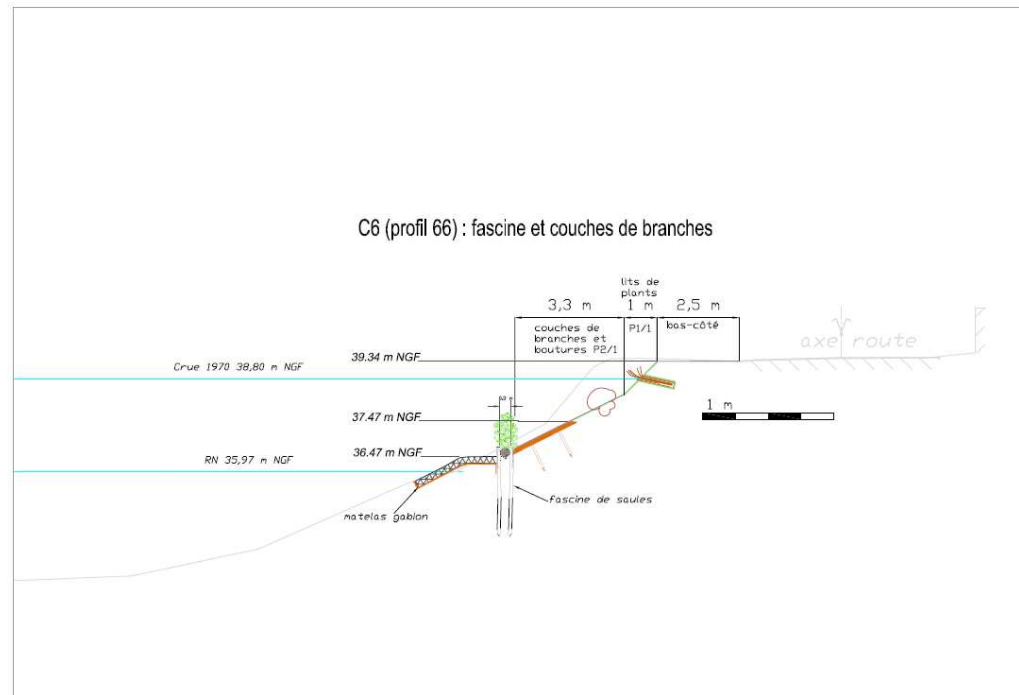 C6 (profil 66) : fascine et couches de branches
lits de
plants
3,3 m
1 m
2,5 m
couches de
branches et
boutures P2/1
P1/1
bas-côté
axe route
39.34 m NGF
Crue 1970 38,80 m NGF
1 m
37.47 m NGF
36.47 m NGF
RN 35,97 m NGF
fascine de saules
matelas gabion